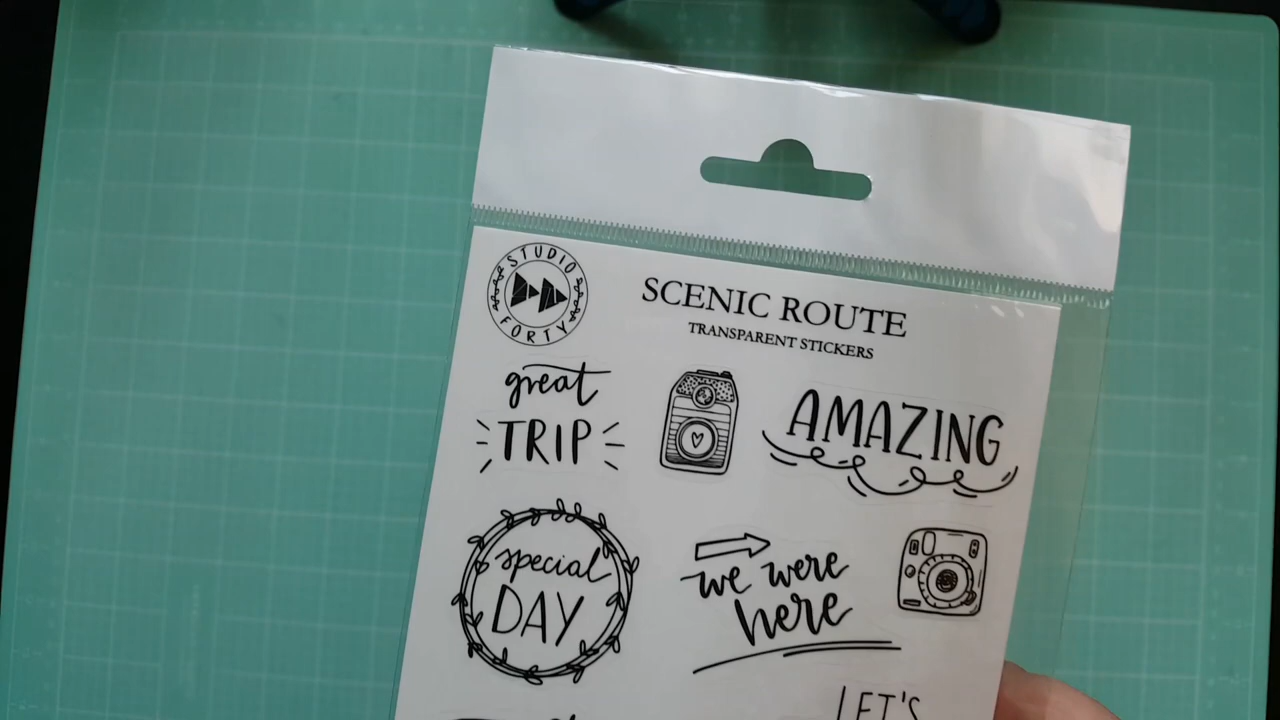 STUDIO
FORTY
SCENIC ROUTE
TRANSPARENT STICKERS
great
TRIP
AMAZING
special
DAY
we were
here
LET'S